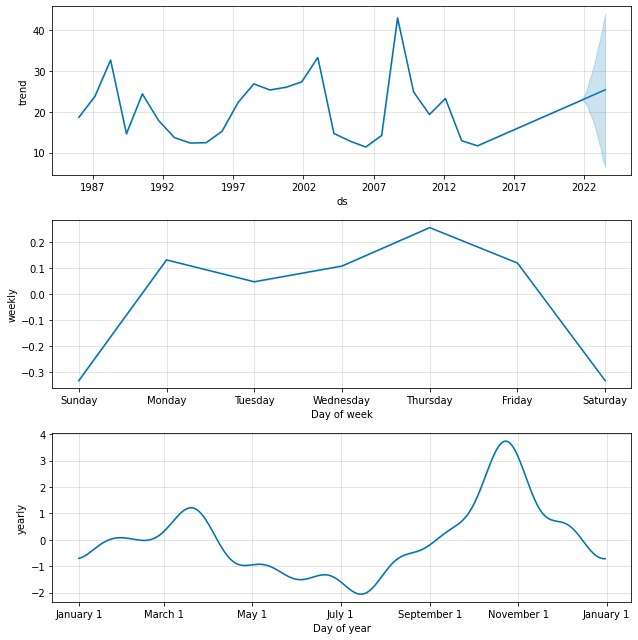 40
30
20
10
trend
1987 1992 1997 2002 2007 2012 2017 2022
ds
0.2
0.1
0.0
−0.1
−0.2
−0.3
weekly
Sunday Monday Tuesday Wednesday Thursday Friday Saturday
Day of week
4
3
2
1
0
−1
−2
yearly
January 1 March 1 May 1 July 1 September 1 November 1 January 1
Day of year